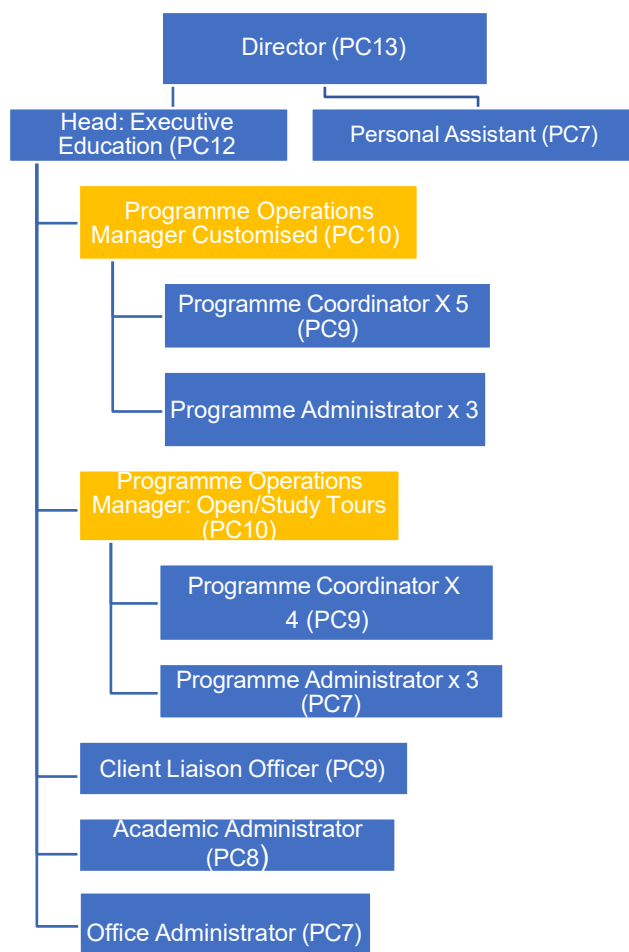 Director (PC13)
Head: Executive
Education (PC12
Personal Assistant (PC7)
Programme Operations
Manager Customised (PC10)
Programme Coordinator X 5
(PC9)
Programme Administrator x 3
Programme Operations
Manager: Open/Study Tours
(PC10)
Programme Coordinator X
4 (PC9)
Programme Administrator x 3
(PC7)
Client Liaison Officer (PC9)
Academic Administrator
(PC8)
Office Administrator (PC7)